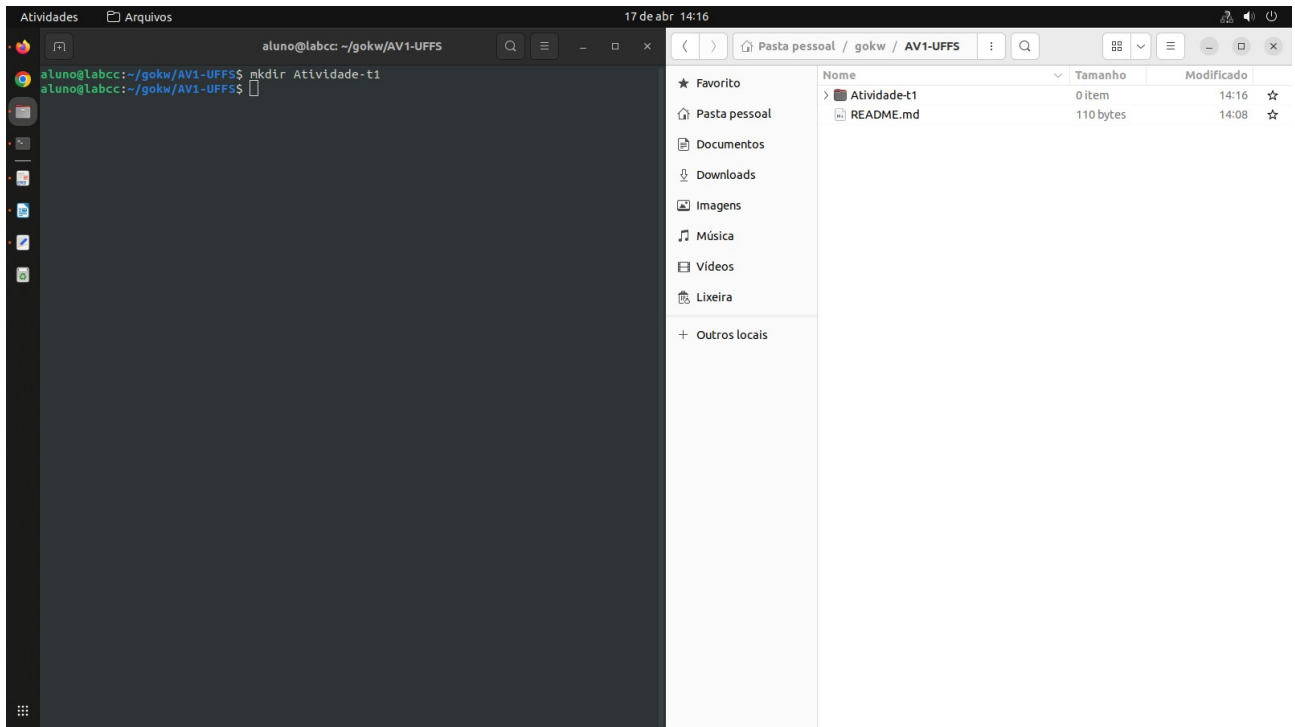 Atividades Arquivos 17 de abr 14:16
aluno@labcc: ~/gokw/AV1-UFFS
aluno@labcc:~/gokw/AV1-UFFS$ mkdir Atividade-t1
aluno@labcc:~/gokw/AV1-UFFS$
Pasta pessoal / gokw / AV1-UFFS
Favorito
Pasta pessoal
Documentos
Downloads
Imagens
Música
Vídeos
Lixeira
+ Outros locais
Nome Tamanho Modificado
Atividade-t1 0 item 14:16
README.md 110 bytes 14:08